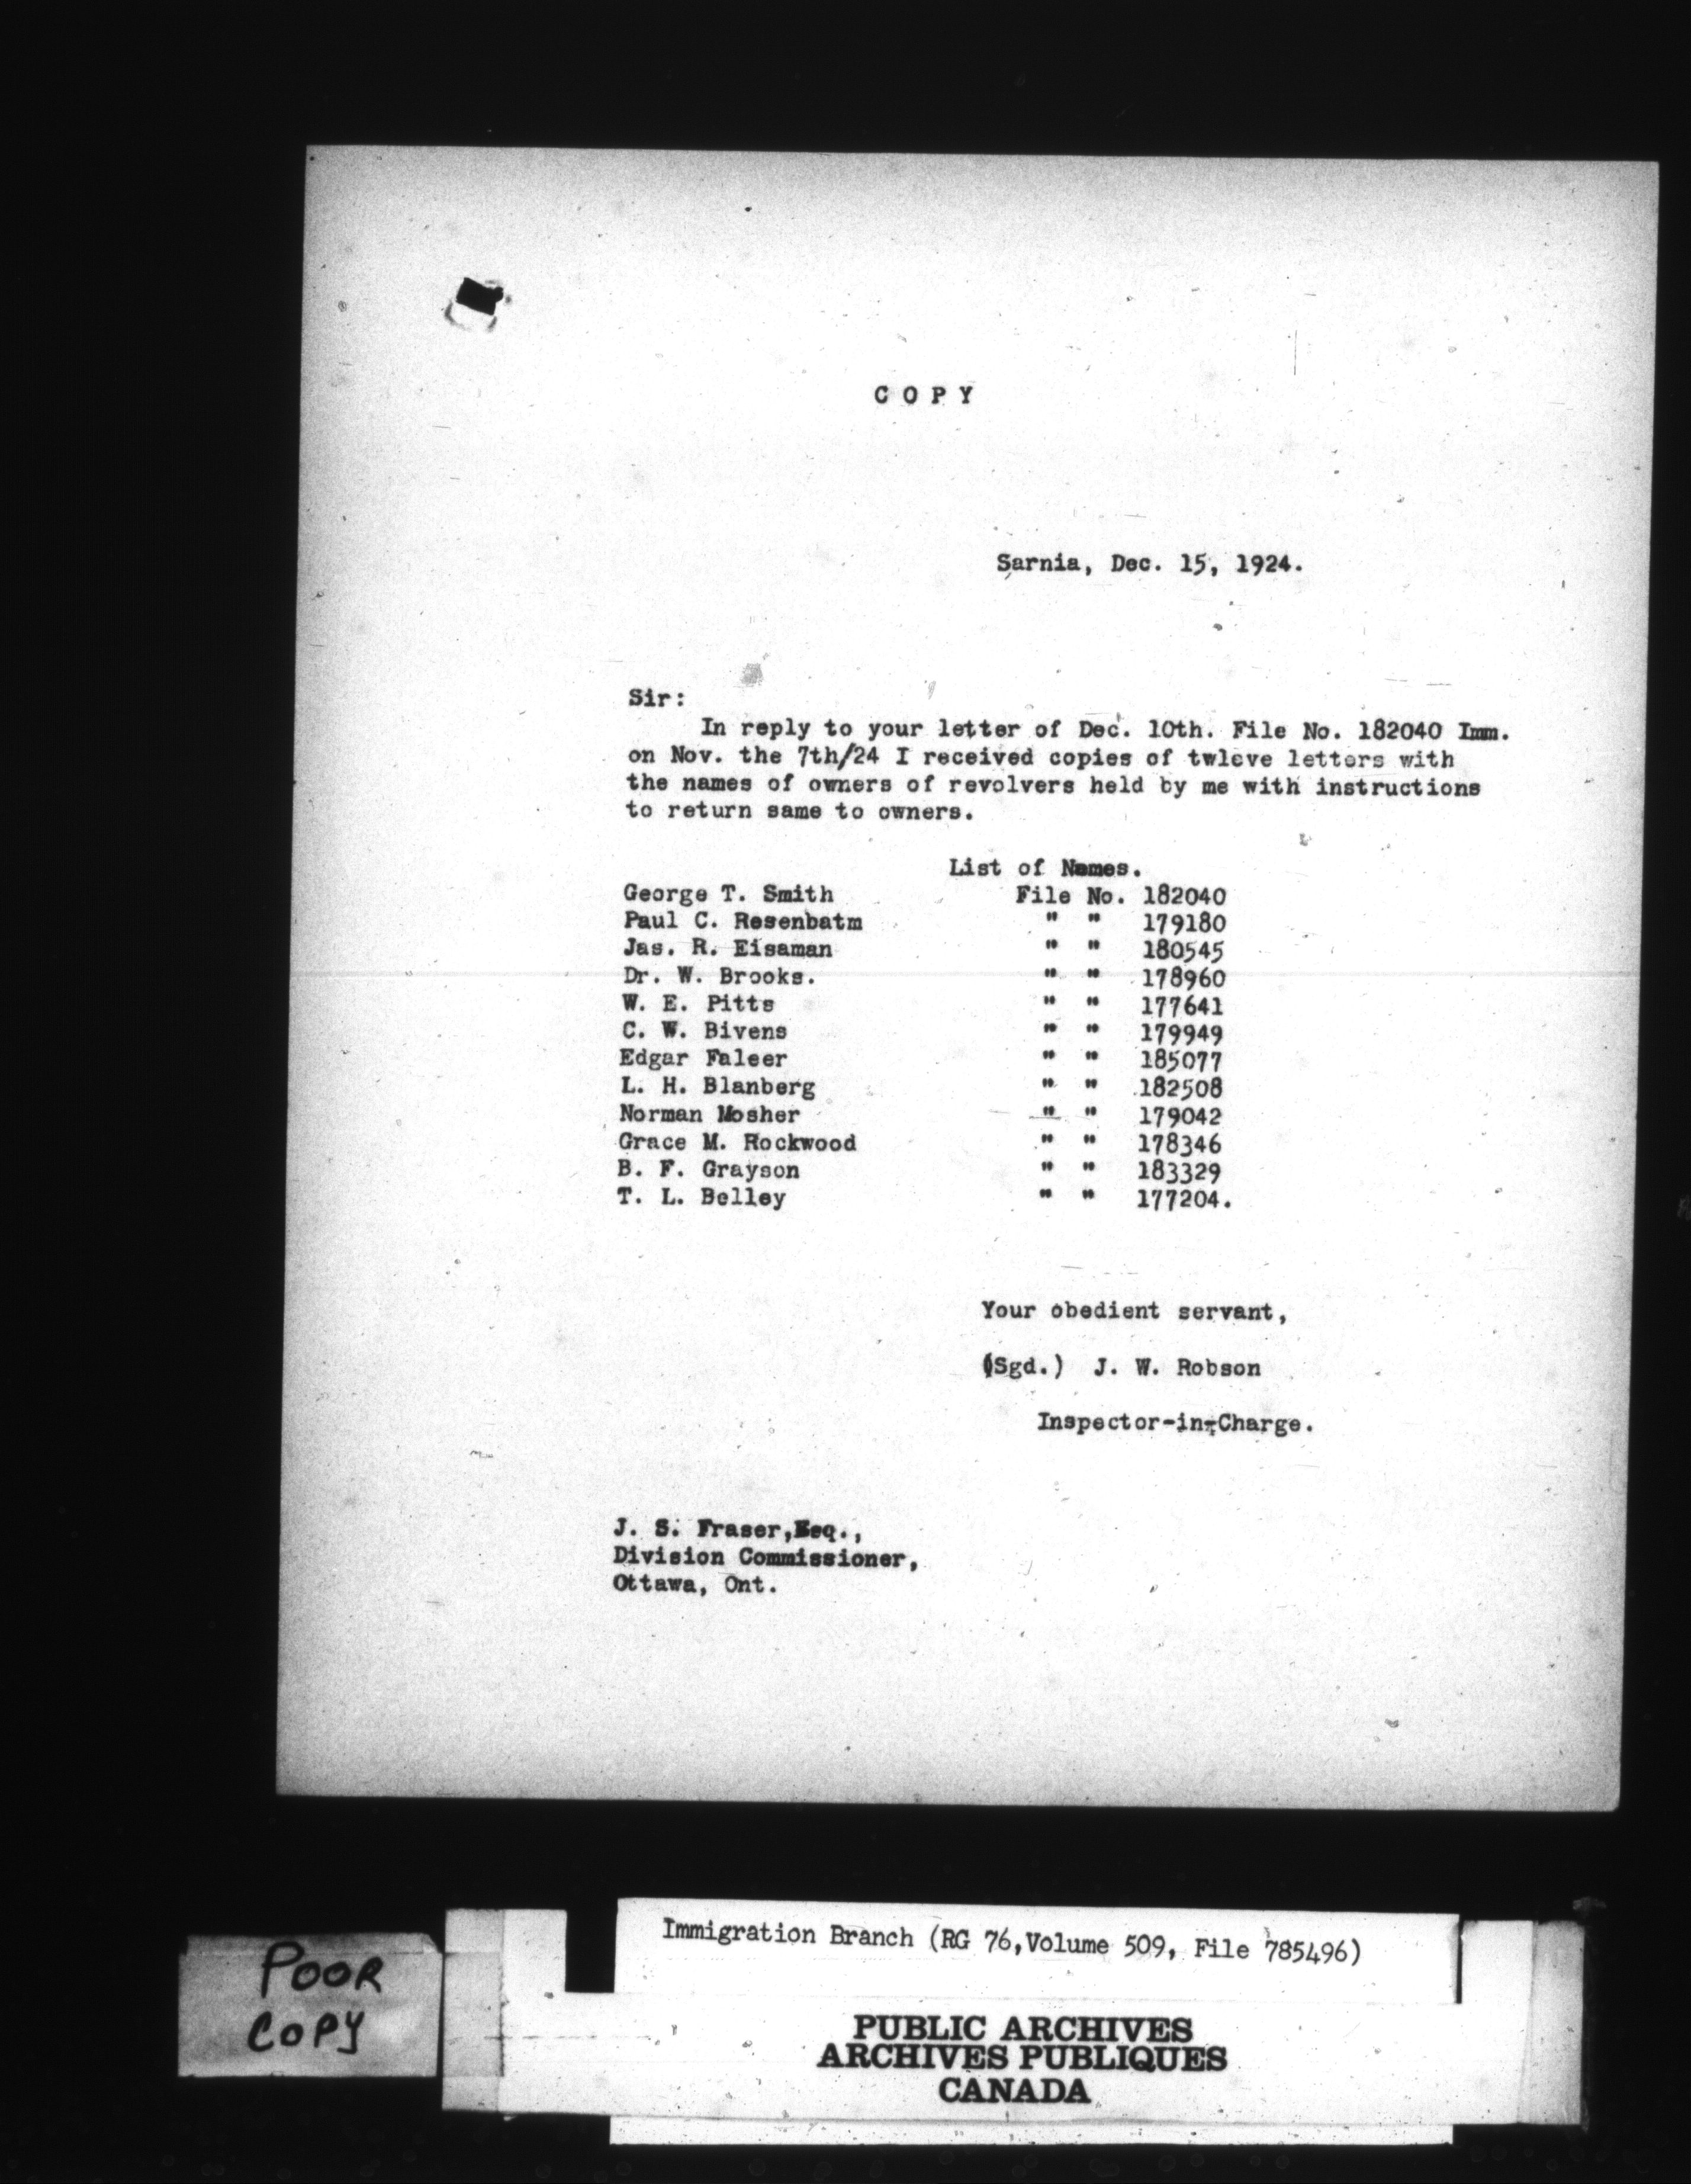 COPY
Sarnia, Dec. 15, 1924.
Sir:
In reply to your letter of Dec. 10th. File No. 182040 Imm.
on Nov. the 7th/24 I received copies of twleve letters with
the names of owners of revolvers held by me with instructions
to return same to owners.
List of Names.
George T. Smith File No. 182040
Paul C. Resenbatm " " 179180
Jas. R. Eisaman " " 180545
Dr. W. Brooks. " " 178960
W. E. Pitts " " 177641
C. W. Bivens " " 179949
Edgar Faleer " " 185077
L. H. Blanberg " " 182508
Norman Mosher " " 179042
Grace M. Rockwood " " 178346
B. F. Grayson " " 183329
T. L. Belley " " 177204.
Your obedient servant,
(Sgd.) J. W. Robson
Inspector-in-Charge.
J. S. Fraser,Esq.,
Division Commissioner,
Ottawa, Ont.
Immigration Branch (RG 76,Volume 509, File 785496)
POOR
COPY
PUBLIC ARCHIVES
ARCHIVES PUBLIQUES
CANADA